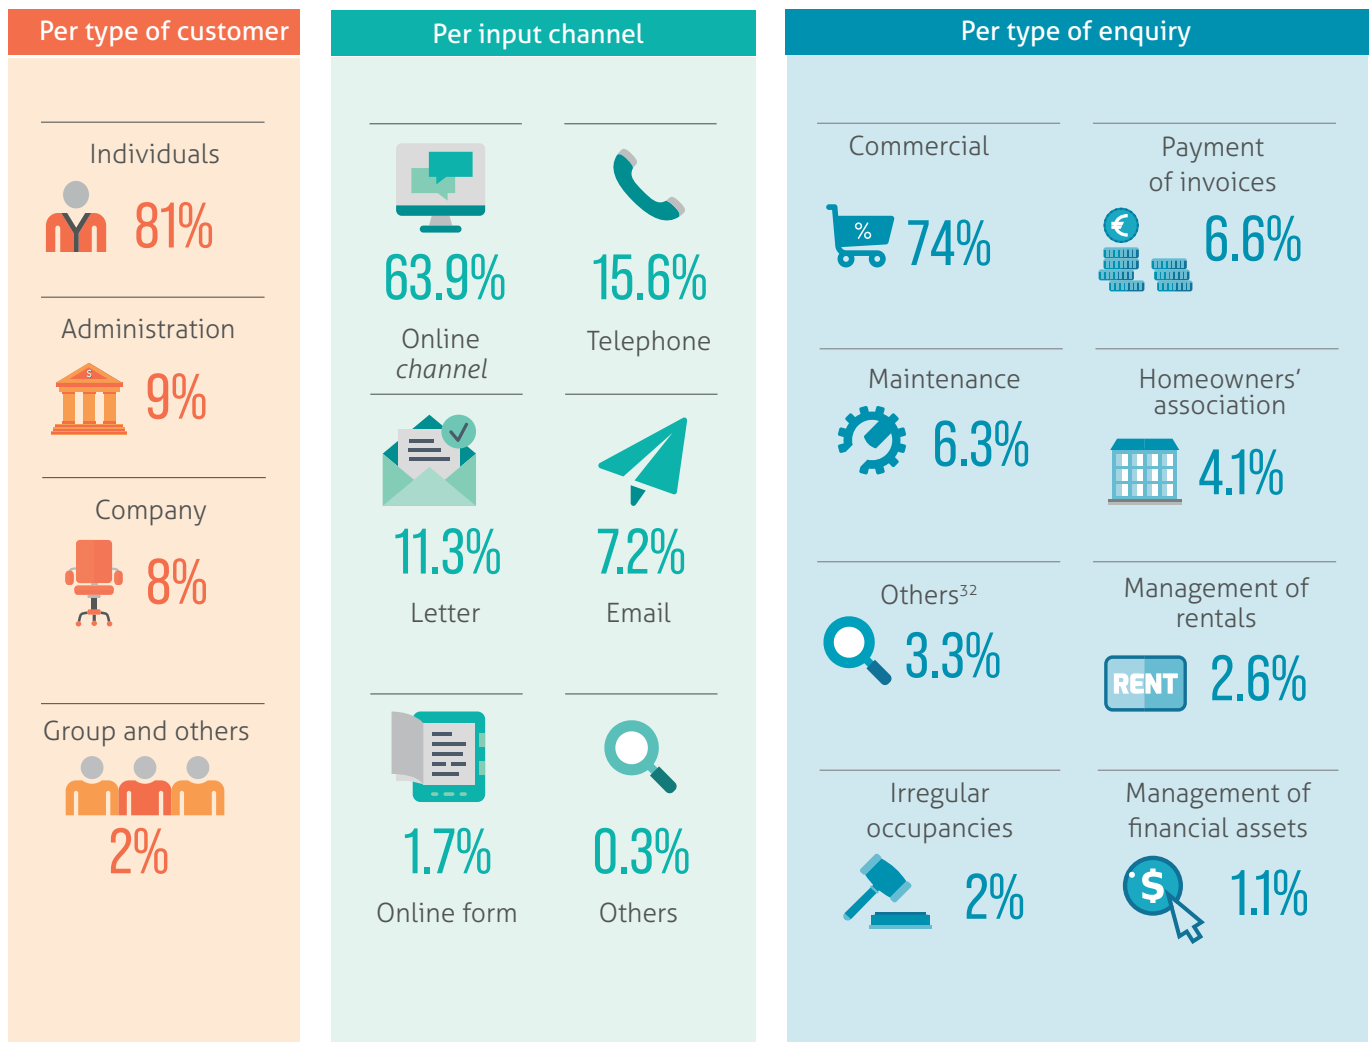 Per type of customer
Individuals
81%
Administration
$
9%
Company
8%
Group and others
2%
Per input channel
63.9%
Online
channel
15.6%
Telephone
11.3%
Letter
7.2%
Email
1.7%
Online form
0.3%
Others
Per type of enquiry
Commercial
%
74%
Payment
of invoices
€
6.6%
Maintenance
6.3%
Homeowners’
association
4.1%
Others³²
3.3%
Management of
rentals
RENT
2.6%
Irregular
occupancies
2%
Management of
financial assets
$
1.1%